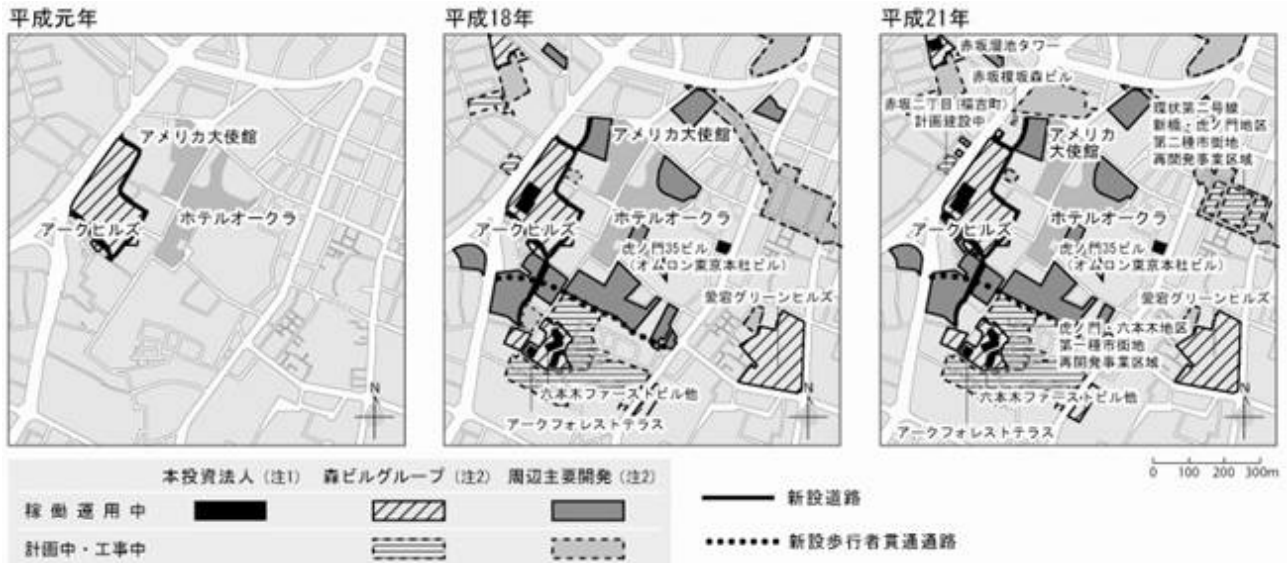 平成元年
アメリカ大使館
ホテルオークラ
アークヒルズ
N
平成18年
アメリカ大使館
ホテルオークラ
アークヒルズ
虎ノ門35ビル
(オムロン東京本社ビル)
愛宕グリーンヒルズ
六本木ファーストビル他
アークフォレストテラス
N
平成21年
赤坂溜池タワー
赤坂榎坂森ビル
赤坂二丁目(福吉町)
計画建設中
環状第二号線
新橋・虎ノ門地区
第二種市街地
再開発事業区域
アメリカ
大使館
ホテルオークラ
アークヒルズ
虎ノ門35ビル
(オムロン東京本社ビル)
愛宕グリーンヒルズ
虎ノ門・六本木地区
第一種市街地
再開発事業区域
六本木ファーストビル他
アークフォレストテラス
N
0 100 200 300m
本投資法人(注1) 森ビルグループ(注2) 周辺主要開発(注2)
稼働運用中
計画中・工事中
新設道路
新設歩行者貫通通路